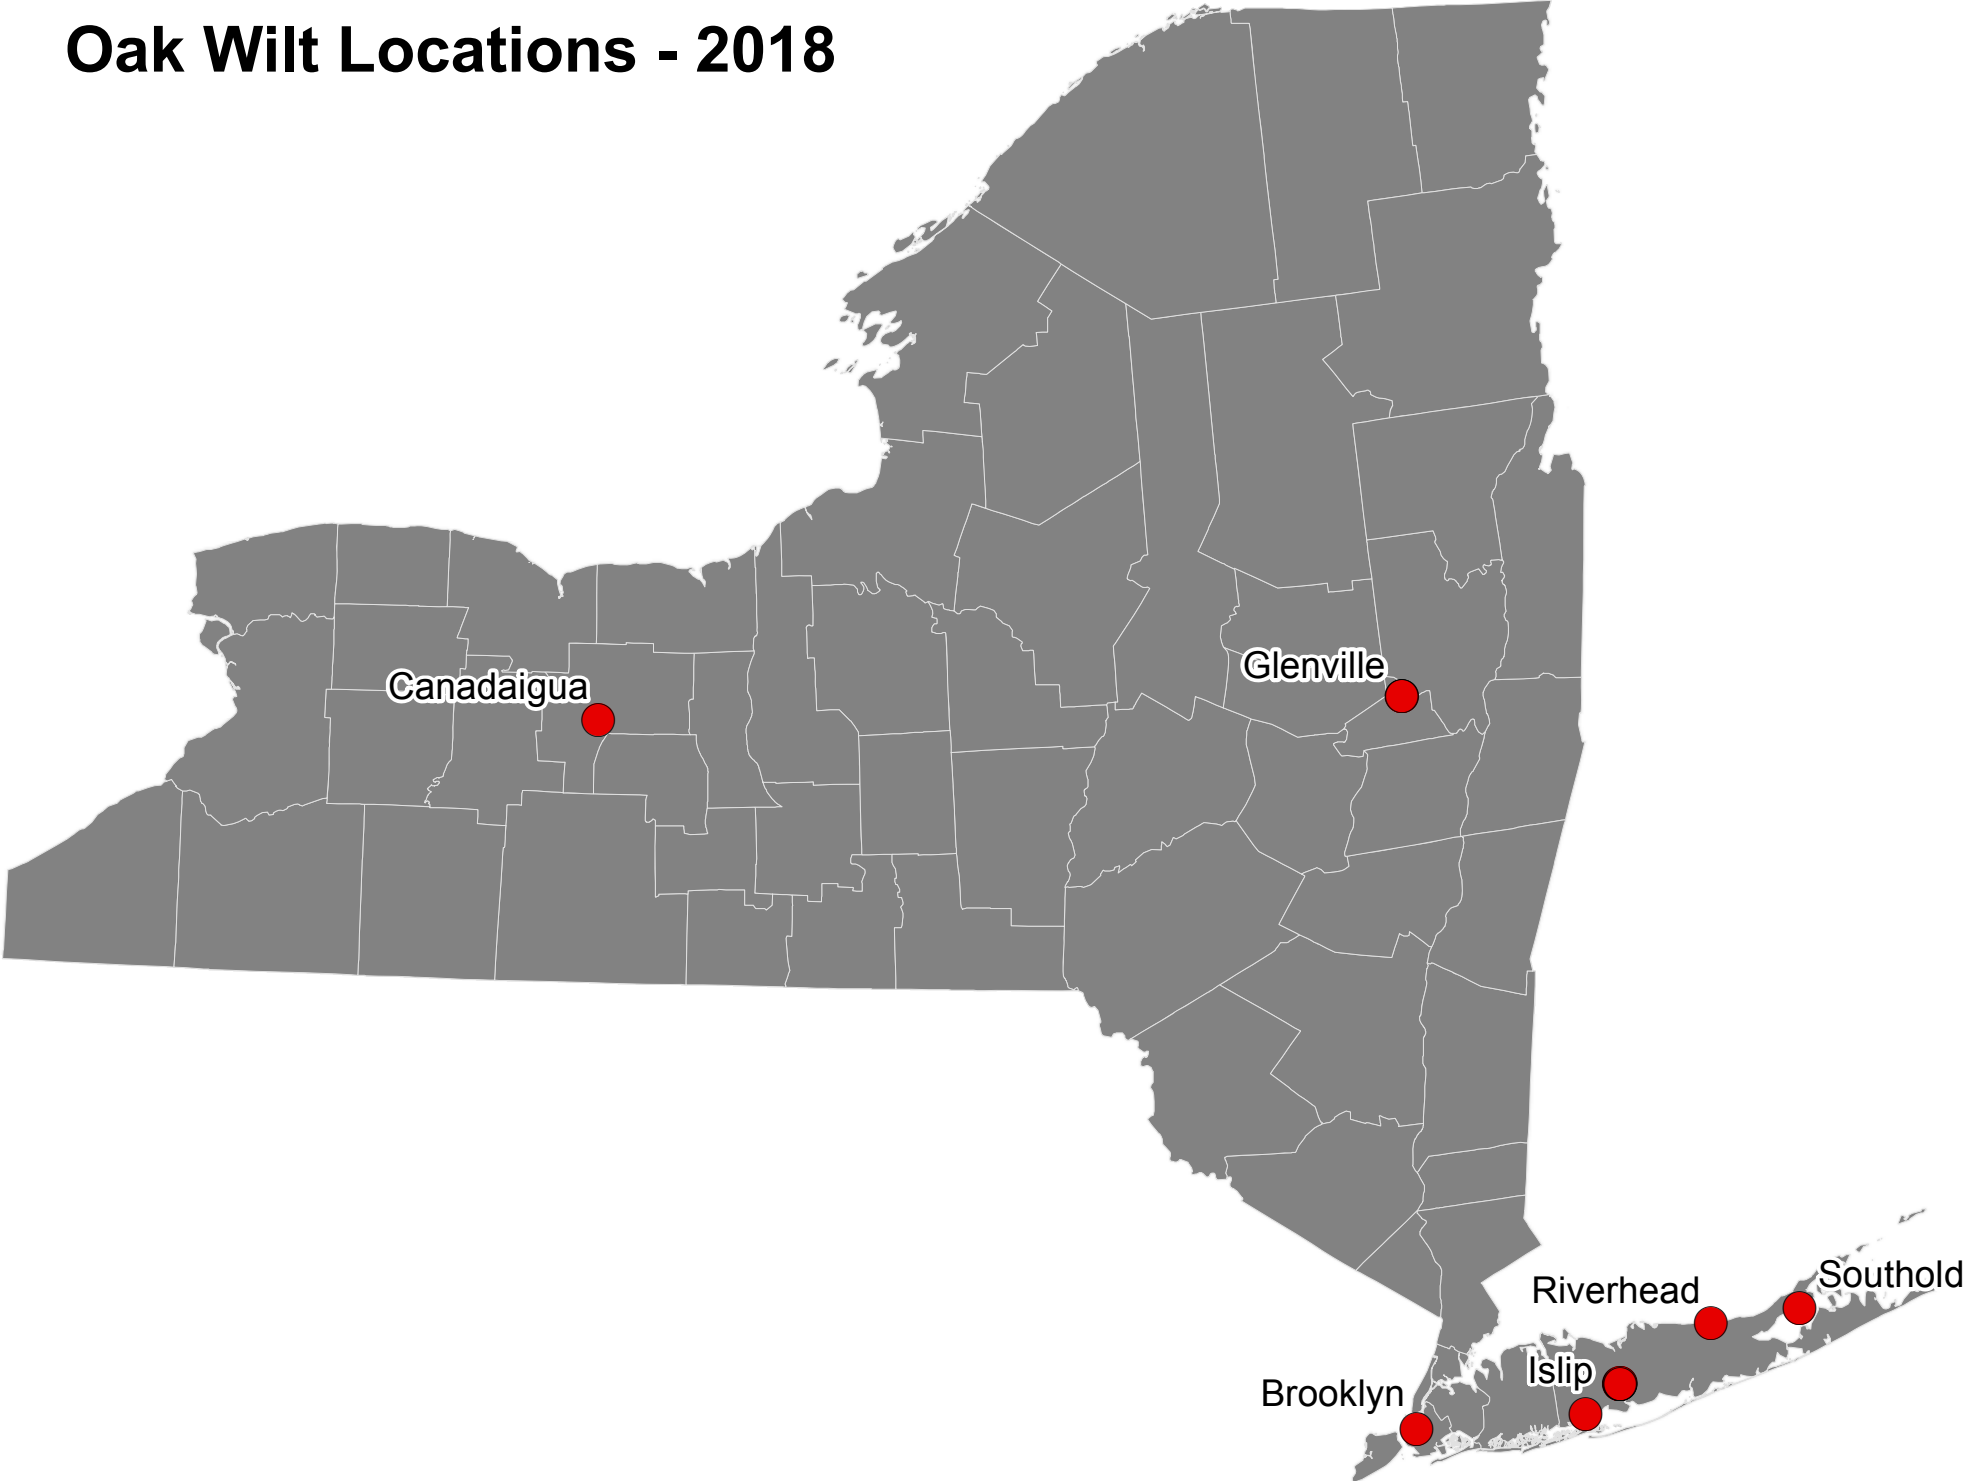 Oak Wilt Locations - 2018
Glenville
Canadaigua
Southold
Riverhead
Islip
Brooklyn